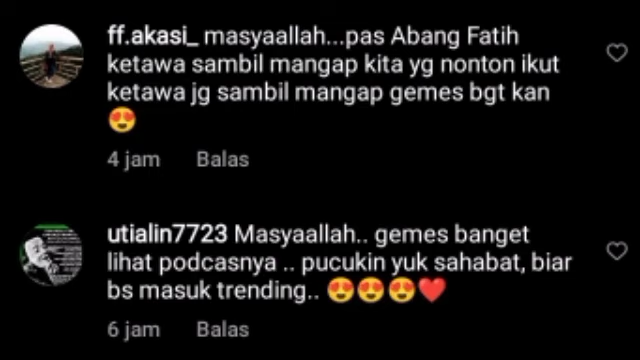 ff.akasi_ masyaallah...pas Abang Fatih
ketawa sambil mangap kita yg nonton ikut
ketawa jg sambil mangap gemes bgt kan
😍
4 jam Balas
utialin7723 Masyaallah.. gemes banget
lihat podcasnya .. pucukin yuk sahabat, biar
bs masuk trending.. 😍😍😍❤️
6 jam Balas